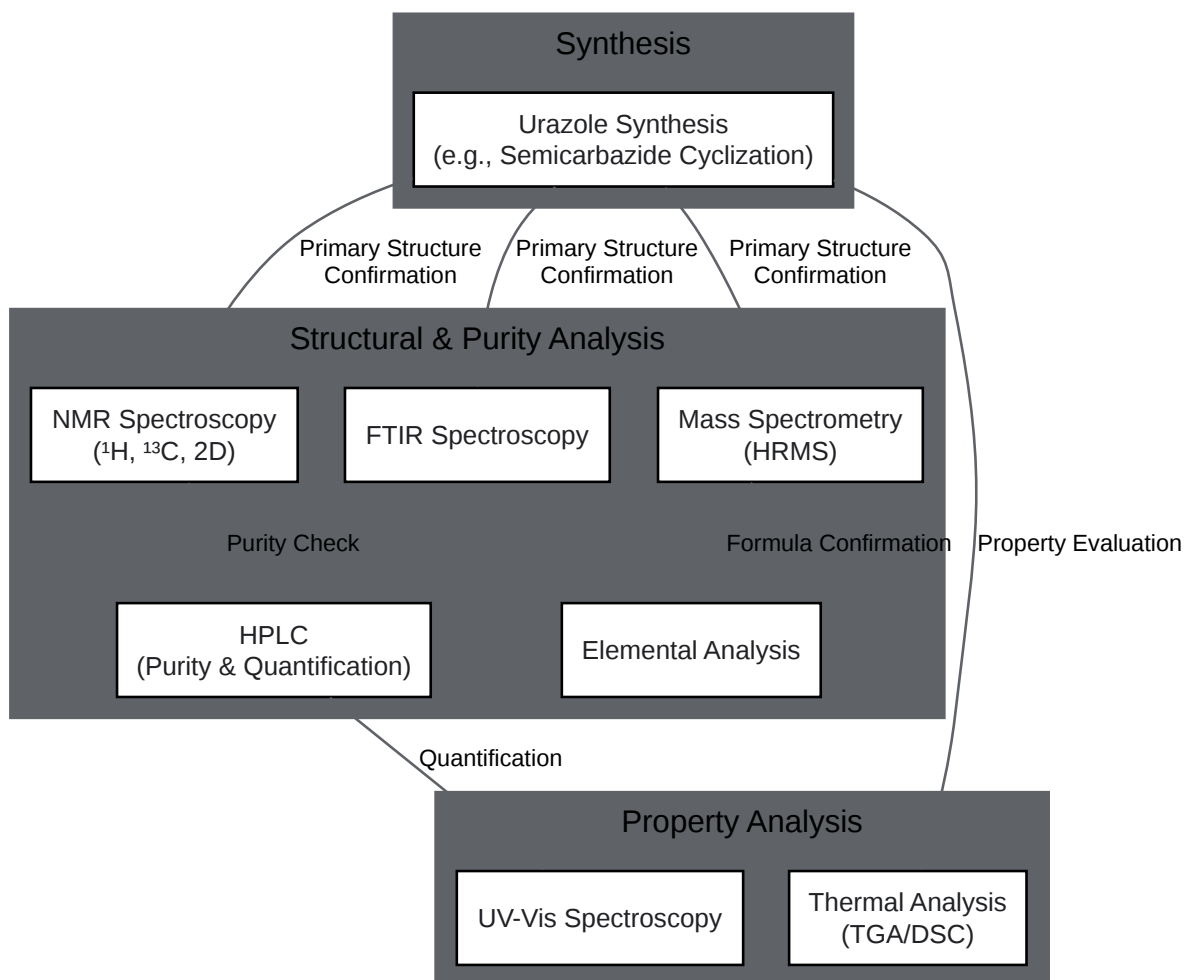 Synthesis
Urazole Synthesis
(e.g., Semicarbazide Cyclization)
Primary Structure
Confirmation
Primary Structure
Confirmation
Primary Structure
Confirmation
Structural & Purity Analysis
NMR Spectroscopy
(¹H, ¹³C, 2D)
FTIR Spectroscopy
Mass Spectrometry
(HRMS)
Purity Check
Formula Confirmation
Property Evaluation
HPLC
(Purity & Quantification)
Elemental Analysis
Quantification
Property Analysis
UV-Vis Spectroscopy
Thermal Analysis
(TGA/DSC)